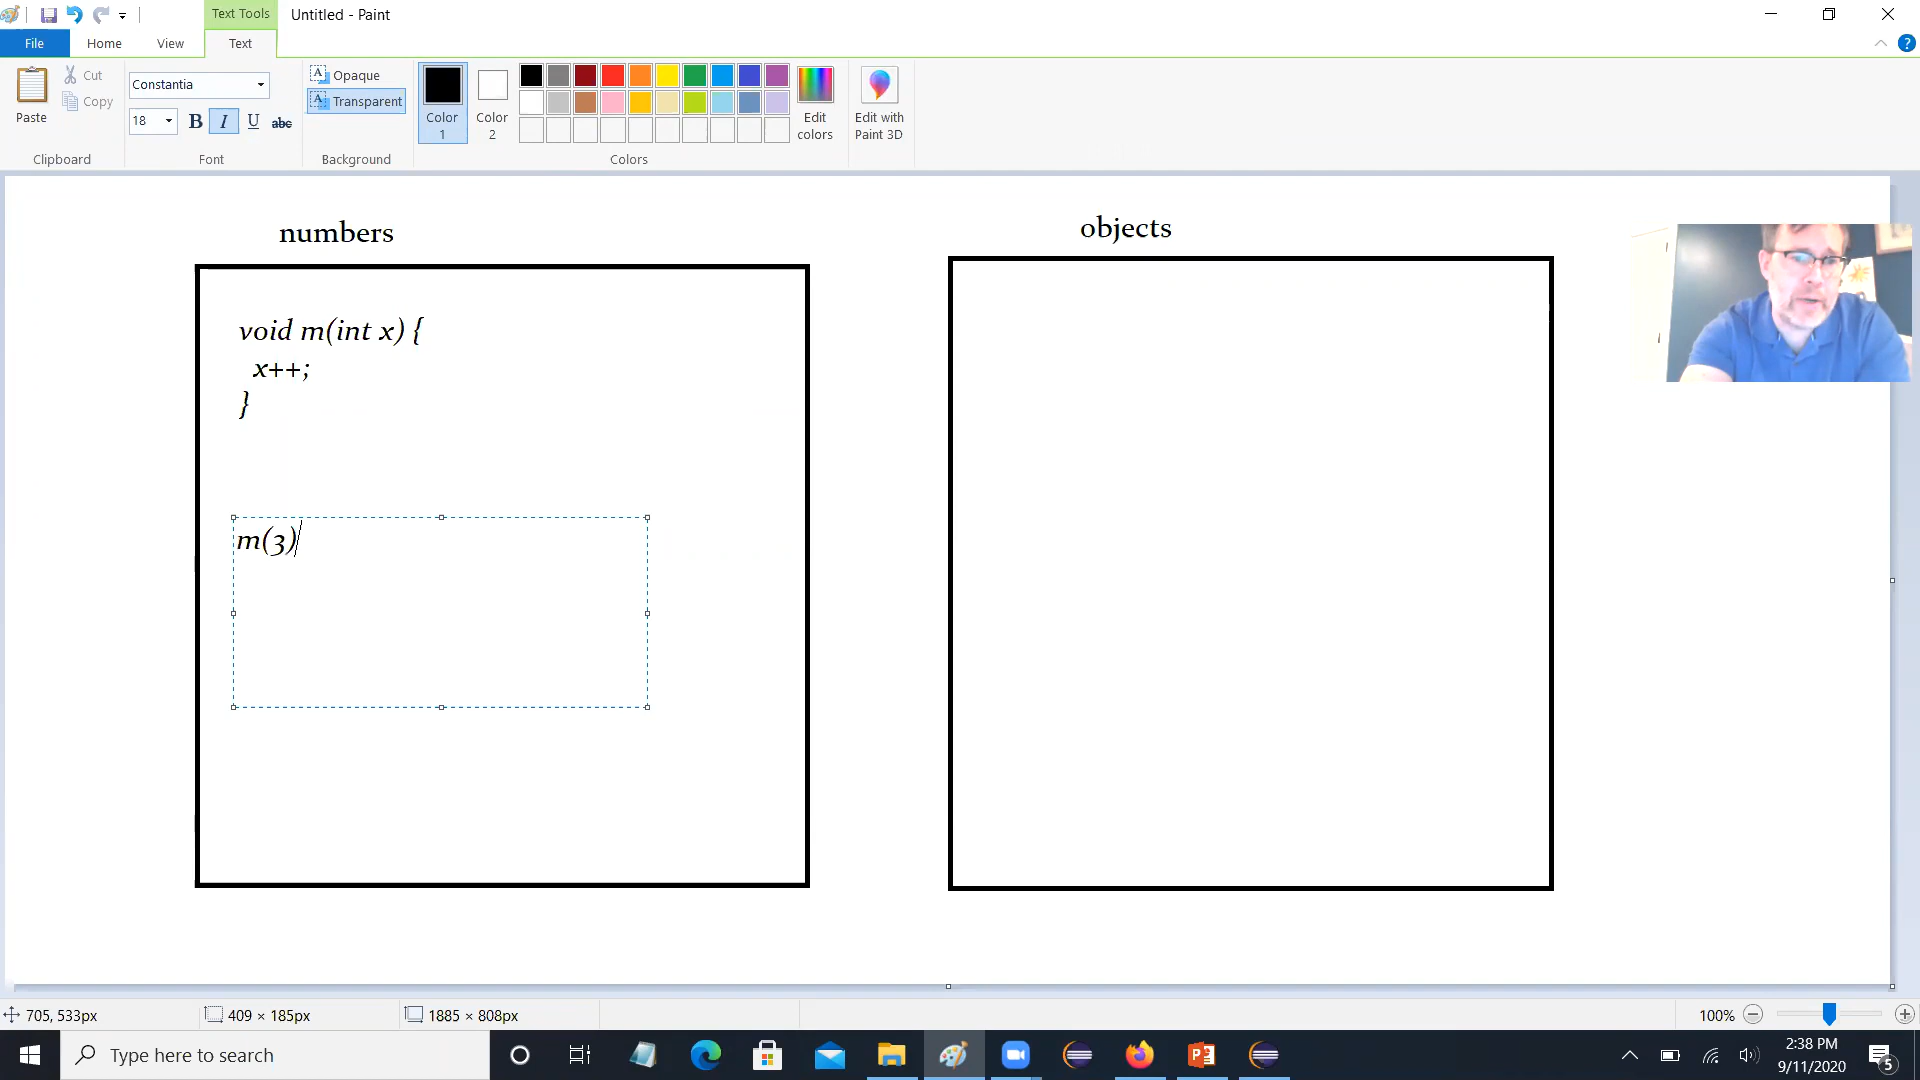 Untitled - Paint
Text Tools
File
Home
View
Text
Paste
Cut
Copy
Clipboard
Constantia
18
B
I
U
abc
Font
Opaque
Transparent
Background
Color 1
Color 2
Edit colors
Colors
Edit with Paint 3D
numbers
objects
void m(int x) {
x++;
}
m(3)
705, 533px
409 × 185px
1885 × 808px
100%
Type here to search
2:38 PM
9/11/2020
5